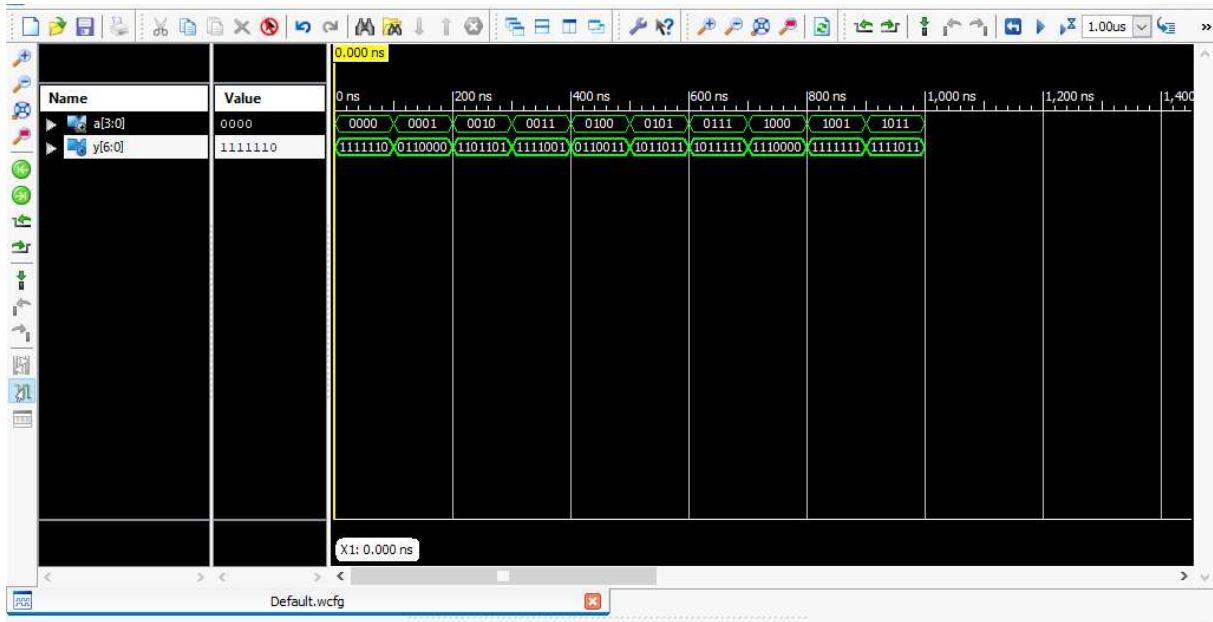 1.00us
»
0.000 ns
Name
Value
0 ns
200 ns
400 ns
600 ns
800 ns
1,000 ns
1,200 ns
1,400
a[3:0]
0000
0000 0001 0010 0011 0100 0101 0111 1000 1001 1011
y[6:0]
1111110
1111110 0110000 1101101 1111001 0110011 1011011 1011111 1110000 1111111 1111011
X1: 0.000 ns
Default.wcfg